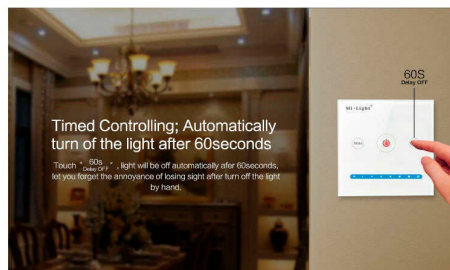 60S
Delay OFF
Mi·Light
Timed Controlling; Automatically
turn of the light after 60seconds
Touch " 60s Delay OFF " , light will be off automatically afer 60seconds,
let you forget the annoyance of losing sight after turn off the light
by hand.